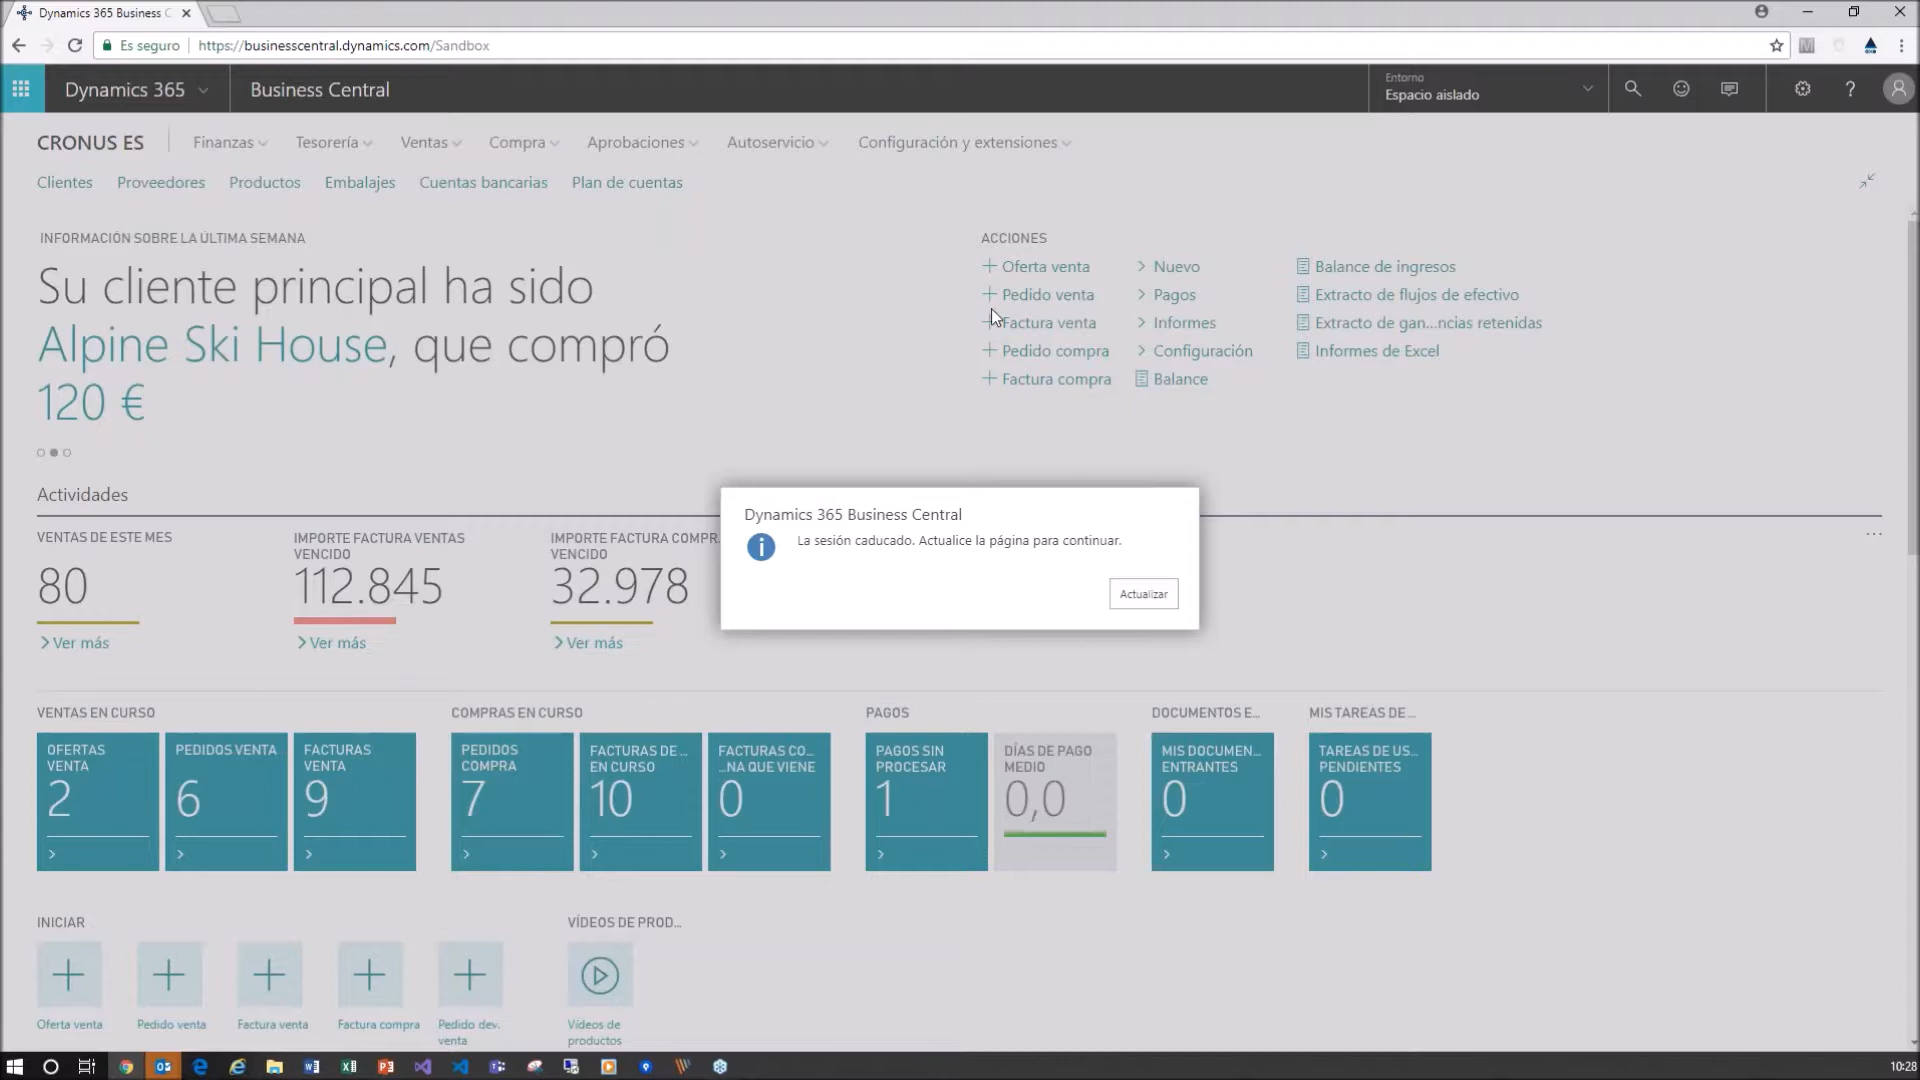 Dynamics 365 Business C
Es seguro
https://businesscentral.dynamics.com/Sandbox
Dynamics 365
Business Central
Entorno
Espacio aislado
CRONUS ES
Finanzas
Tesorería
Ventas
Compra
Aprobaciones
Autoservicio
Configuración y extensiones
Clientes
Proveedores
Productos
Embalajes
Cuentas bancarias
Plan de cuentas
INFORMACIÓN SOBRE LA ÚLTIMA SEMANA
Su cliente principal ha sido
Alpine Ski House, que compró
120 €
ACCIONES
Oferta venta
Pedido venta
Factura venta
Pedido compra
Factura compra
Nuevo
Pagos
Informes
Configuración
Balance
Balance de ingresos
Extracto de flujos de efectivo
Extracto de gan...ncias retenidas
Informes de Excel
Actividades
VENTAS DE ESTE MES
80
Ver más
IMPORTE FACTURA VENTAS
VENCIDO
112.845
Ver más
IMPORTE FACTURA COMPR
VENCIDO
32.978
Ver más
Dynamics 365 Business Central
La sesión caducado. Actualice la página para continuar.
Actualizar
VENTAS EN CURSO
OFERTAS
VENTA
2
PEDIDOS VENTA
6
FACTURAS
VENTA
9
COMPRAS EN CURSO
PEDIDOS
COMPRA
7
FACTURAS DE ...
EN CURSO
10
FACTURAS CO...
...NA QUE VIENE
0
PAGOS
PAGOS SIN
PROCESAR
1
DÍAS DE PAGO
MEDIO
0,0
DOCUMENTOS E...
MIS DOCUMEN...
ENTRANTES
0
MIS TAREAS DE ...
TAREAS DE US...
PENDIENTES
0
INICIAR
Oferta venta
Pedido venta
Factura venta
Factura compra
Pedido dev.
venta
VÍDEOS DE PROD...
Vídeos de
productos
10:28